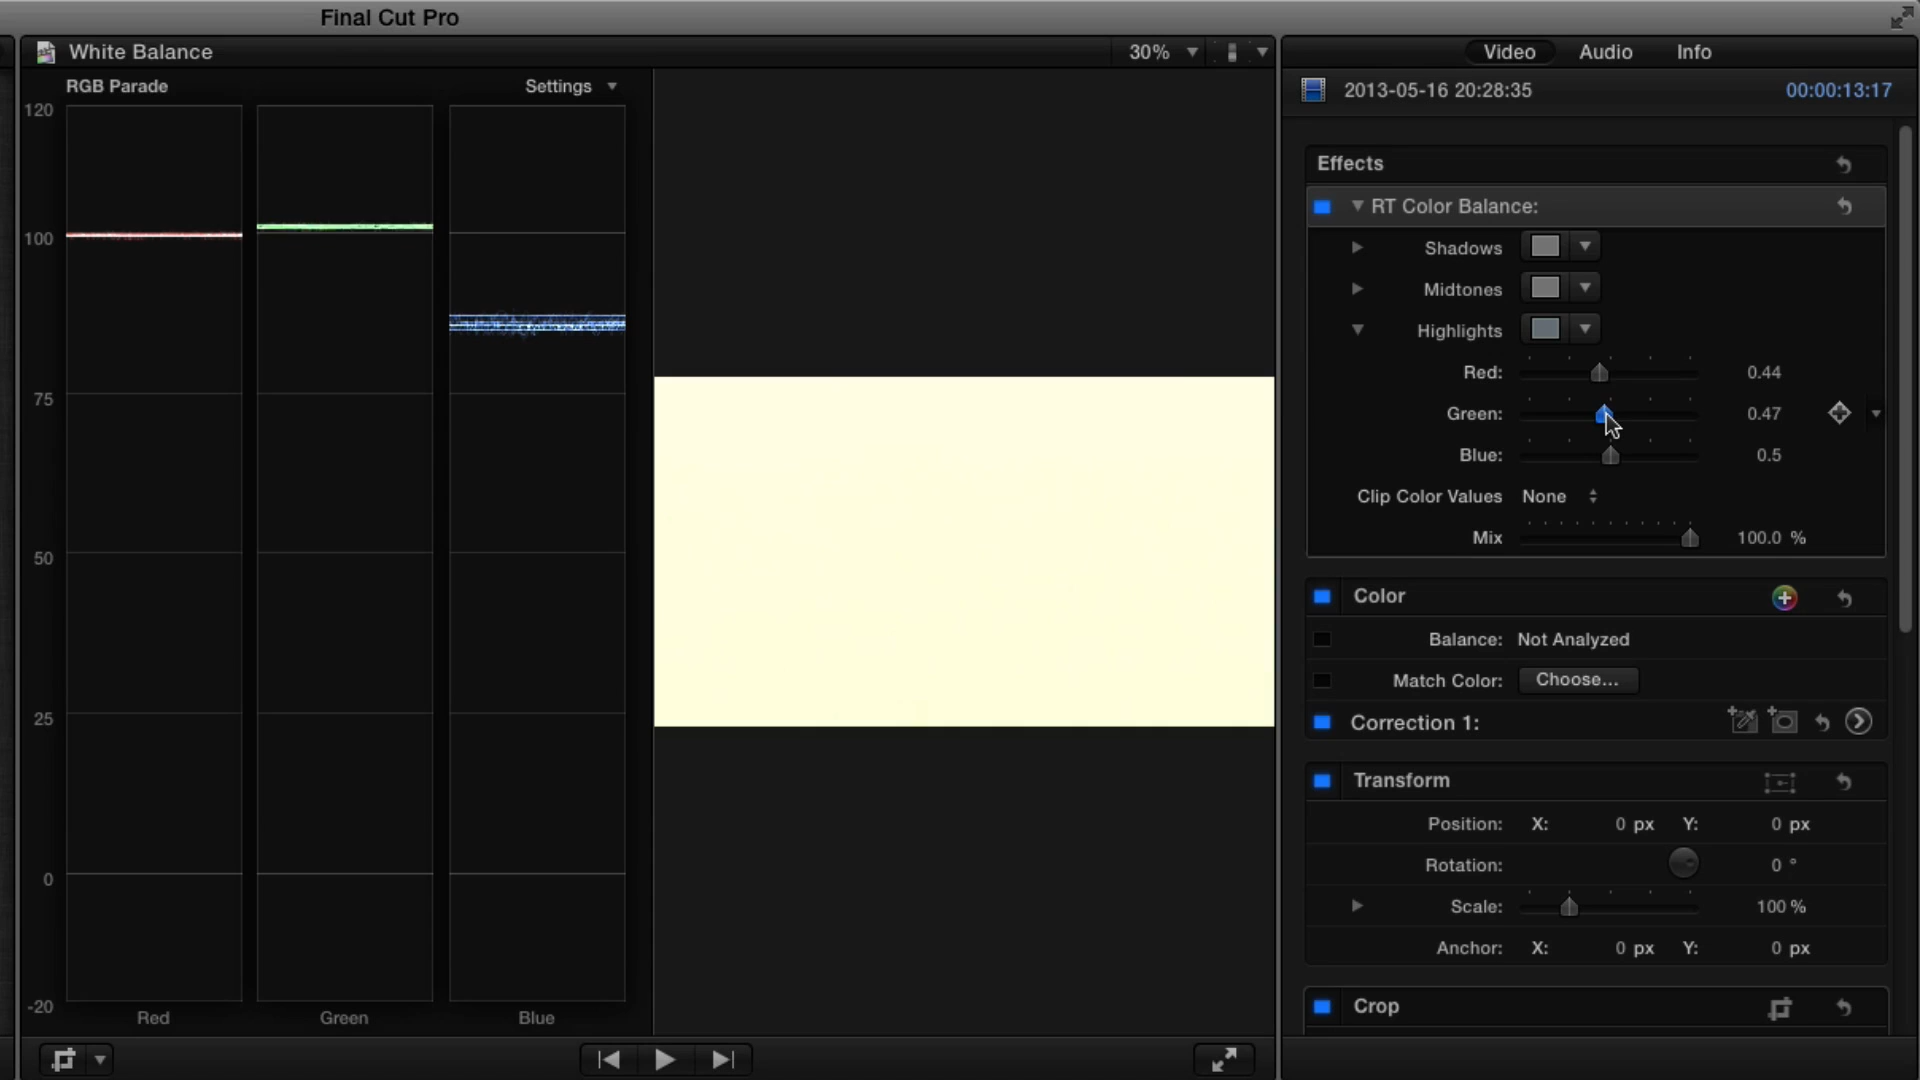 Final Cut Pro
White Balance
30%
Video
Audio
Info
RGB Parade
Settings
2013-05-16 20:28:35
00:00:13:17
120
100
75
50
25
0
-20
Red
Green
Blue
Effects
RT Color Balance:
Shadows
Midtones
Highlights
Red: 0.44
Green: 0.47
Blue: 0.5
Clip Color Values None
Mix 100.0 %
Color
Balance: Not Analyzed
Match Color: Choose...
Correction 1:
Transform
Position: X: 0 px Y: 0 px
Rotation: 0 °
Scale: 100 %
Anchor: X: 0 px Y: 0 px
Crop